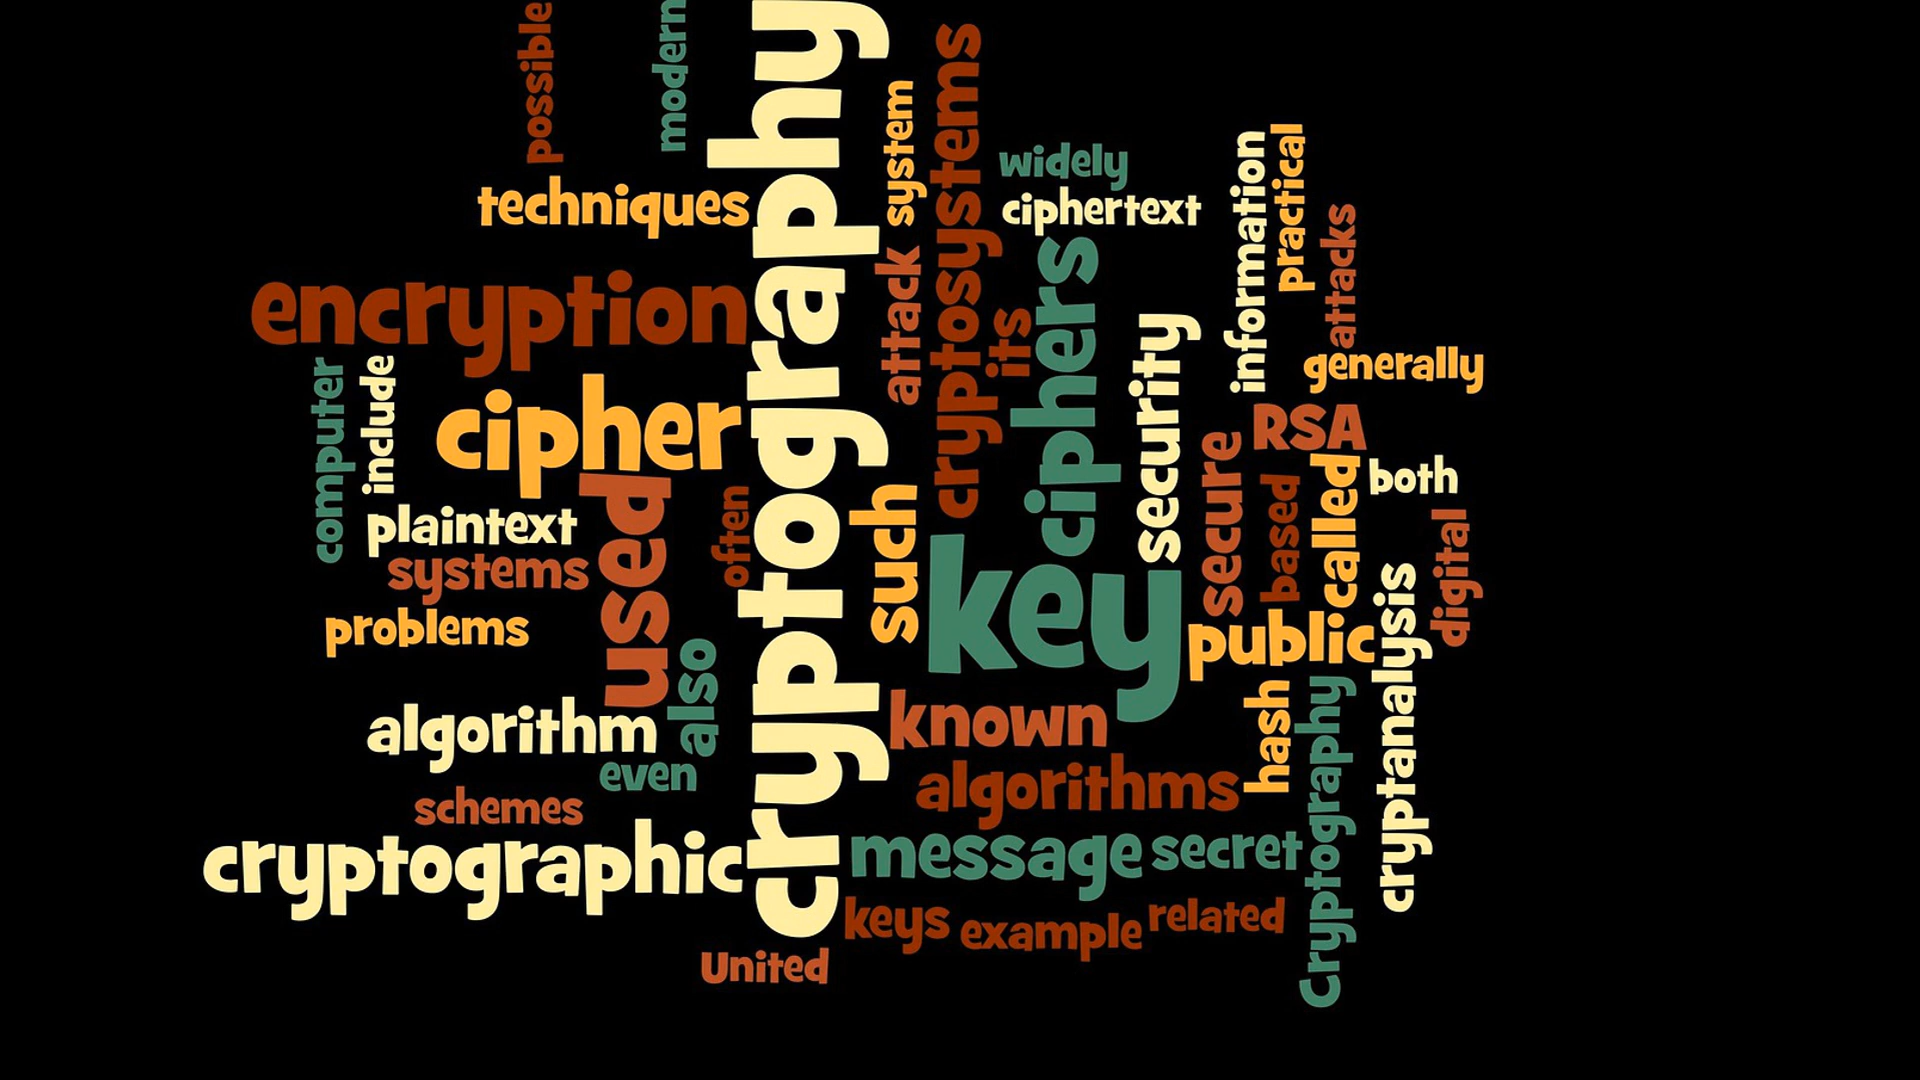 possible
modern
cryptography
system
cryptosystems
widely
information
practical
techniques
ciphertext
attacks
encryption
attack
its
ciphers
security
generally
computer
include
cipher
RSA
secure
called
both
plaintext
used
often
such
based
digital
systems
key
problems
public
cryptanalysis
also
algorithm
known
hash
Cryptography
even
algorithms
schemes
cryptographic
message
secret
keys
example
related
United